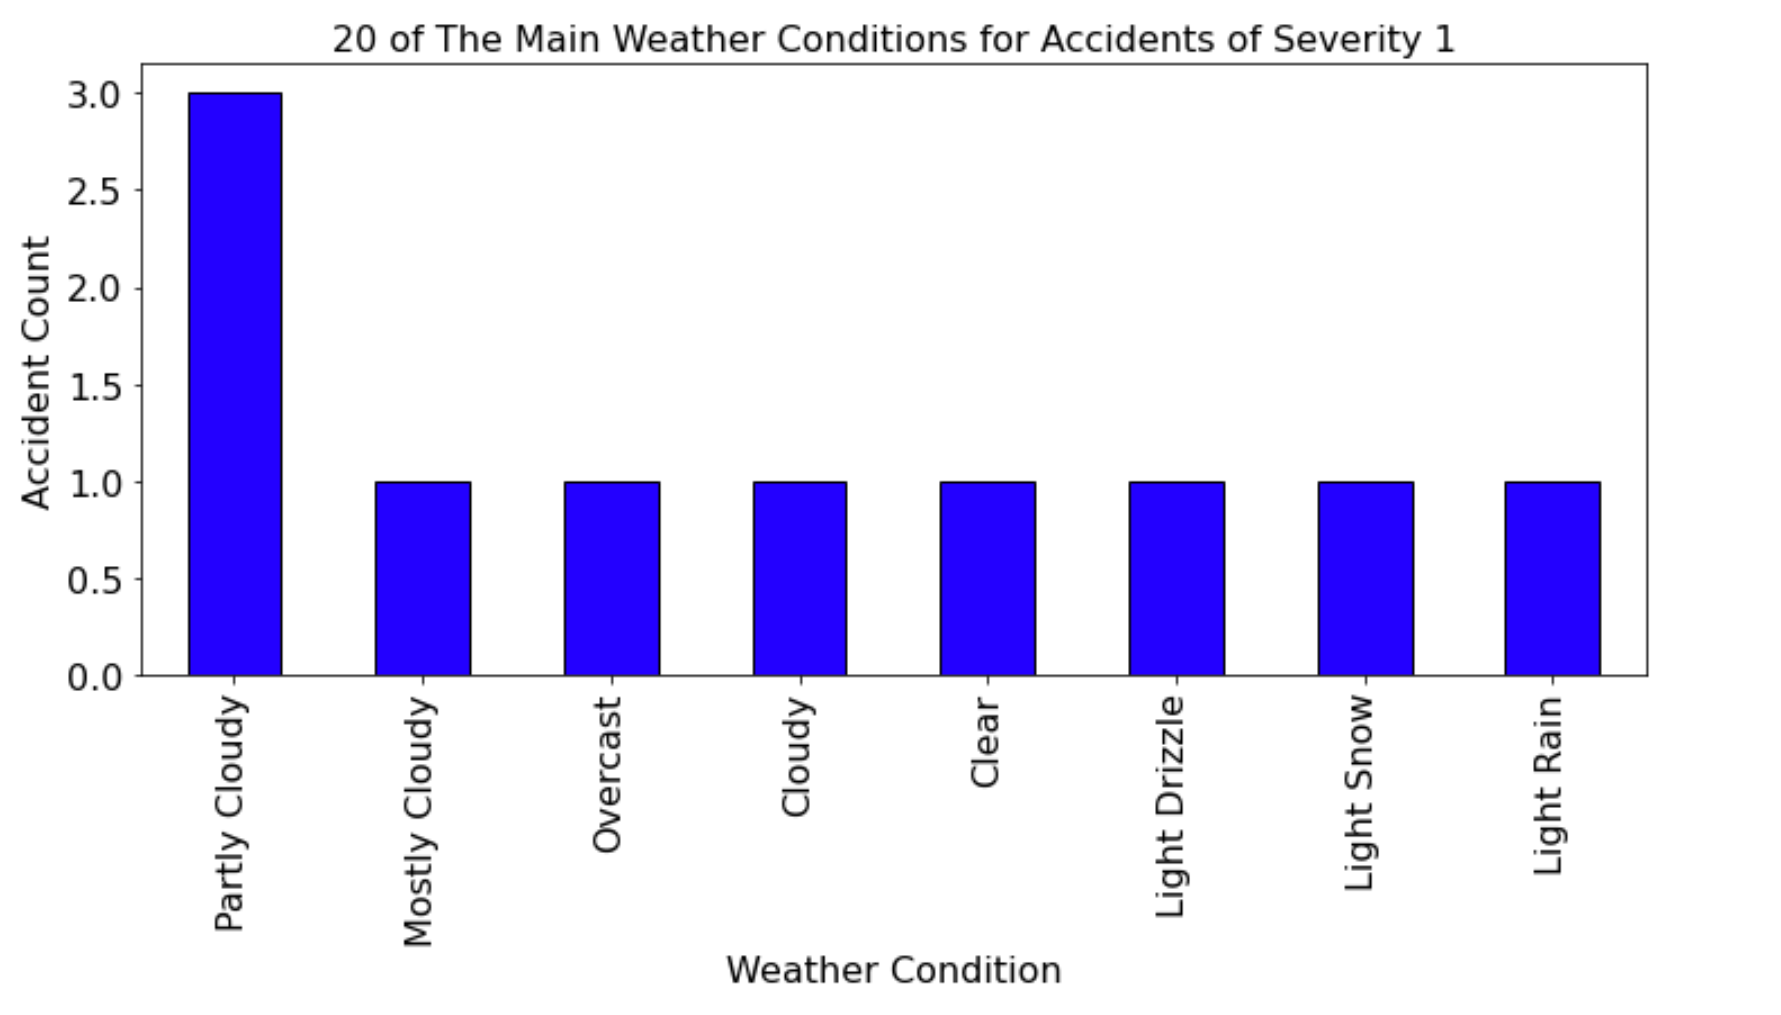 20 of The Main Weather Conditions for Accidents of Severity 1
Accident Count
3.0
2.5
2.0
1.5
1.0
0.5
0.0
Partly Cloudy
Mostly Cloudy
Overcast
Cloudy
Clear
Light Drizzle
Light Snow
Light Rain
Weather Condition